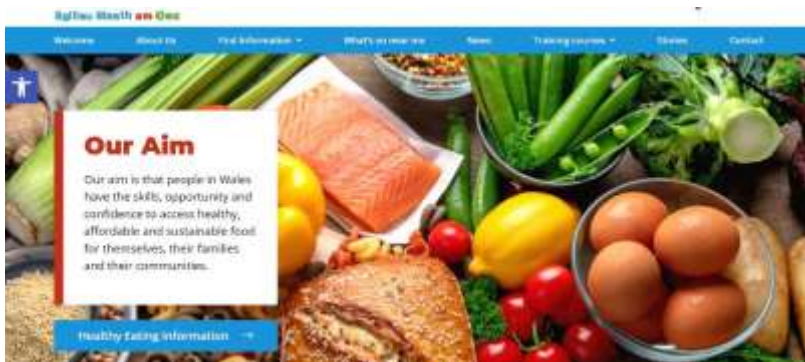 Sgiliau Maeth am Oes
Welcome About Us Find Information What's on near me News Training courses Stories Contact
Our Aim
Our aim is that people in Wales
have the skills, opportunity and
confidence to access healthy,
affordable and sustainable food
for themselves, their families
and their communities.
Healthy Eating Information →